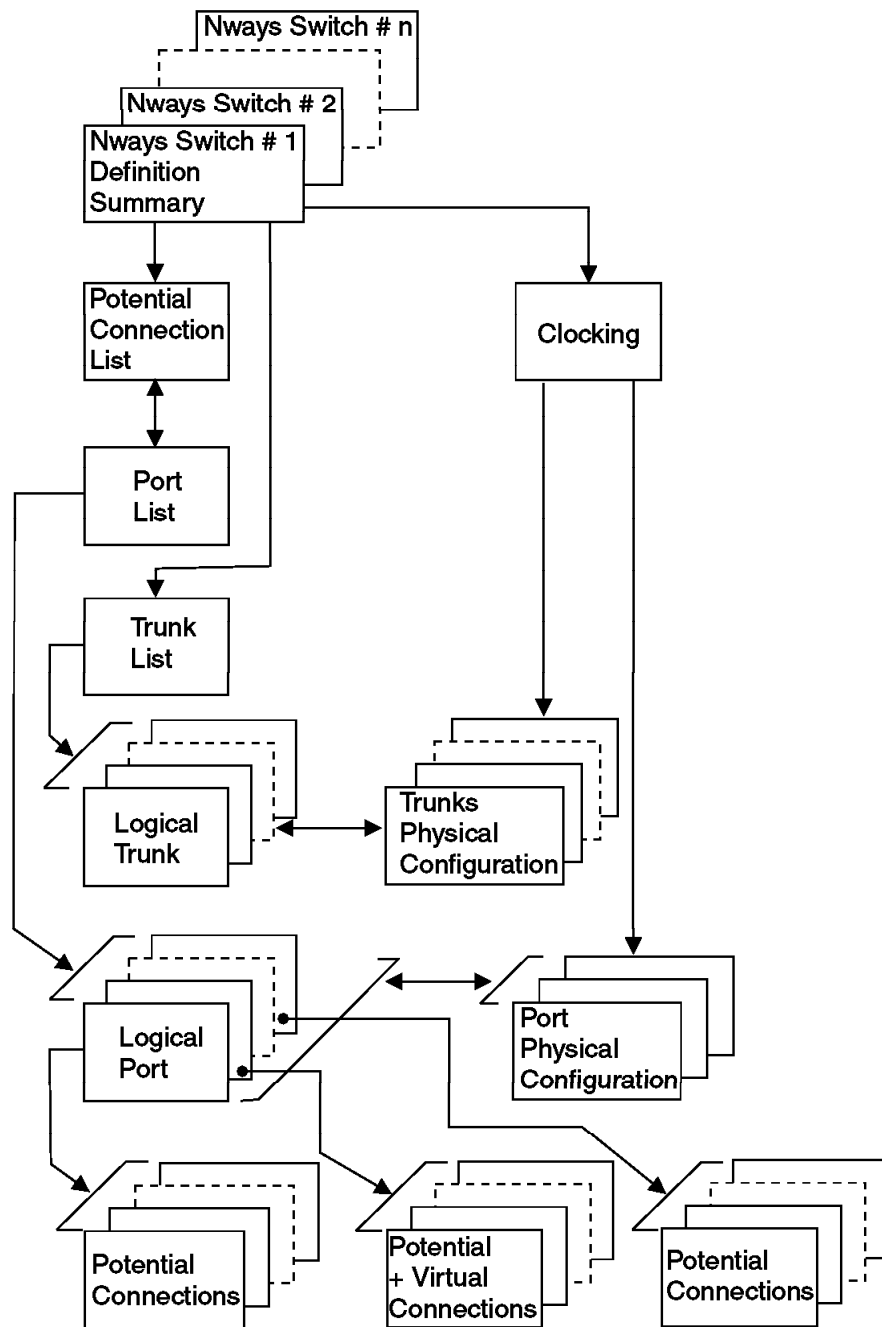 Nways Switch # n
Nways Switch # 2
Nways Switch # 1
Definition
Summary
Potential
Connection
List
Clocking
Port
List
Trunk
List
Logical
Trunk
Trunks
Physical
Configuration
Logical
Port
Port
Physical
Configuration
Potential
Connections
Potential
+ Virtual
Connections
Potential
Connections